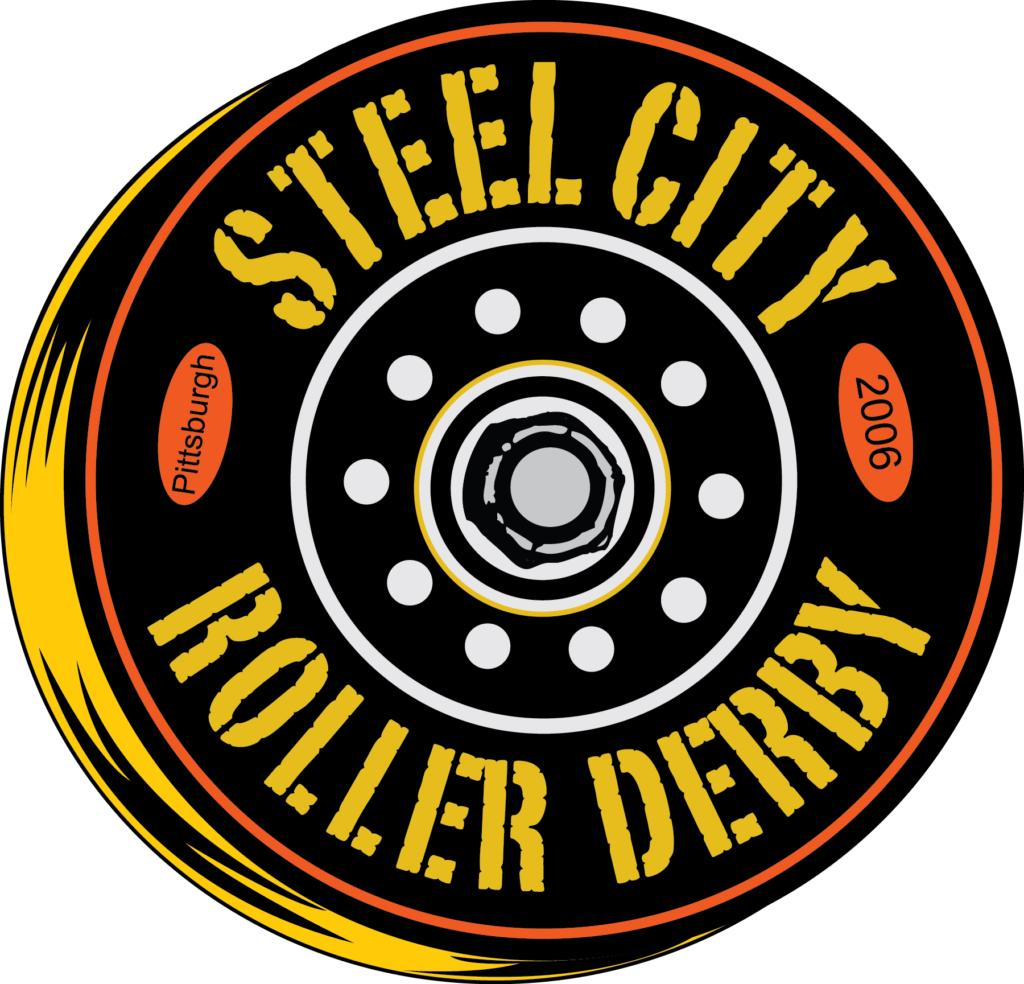 STEEL CITY
Pittsburgh
2006
ROLLER DERBY